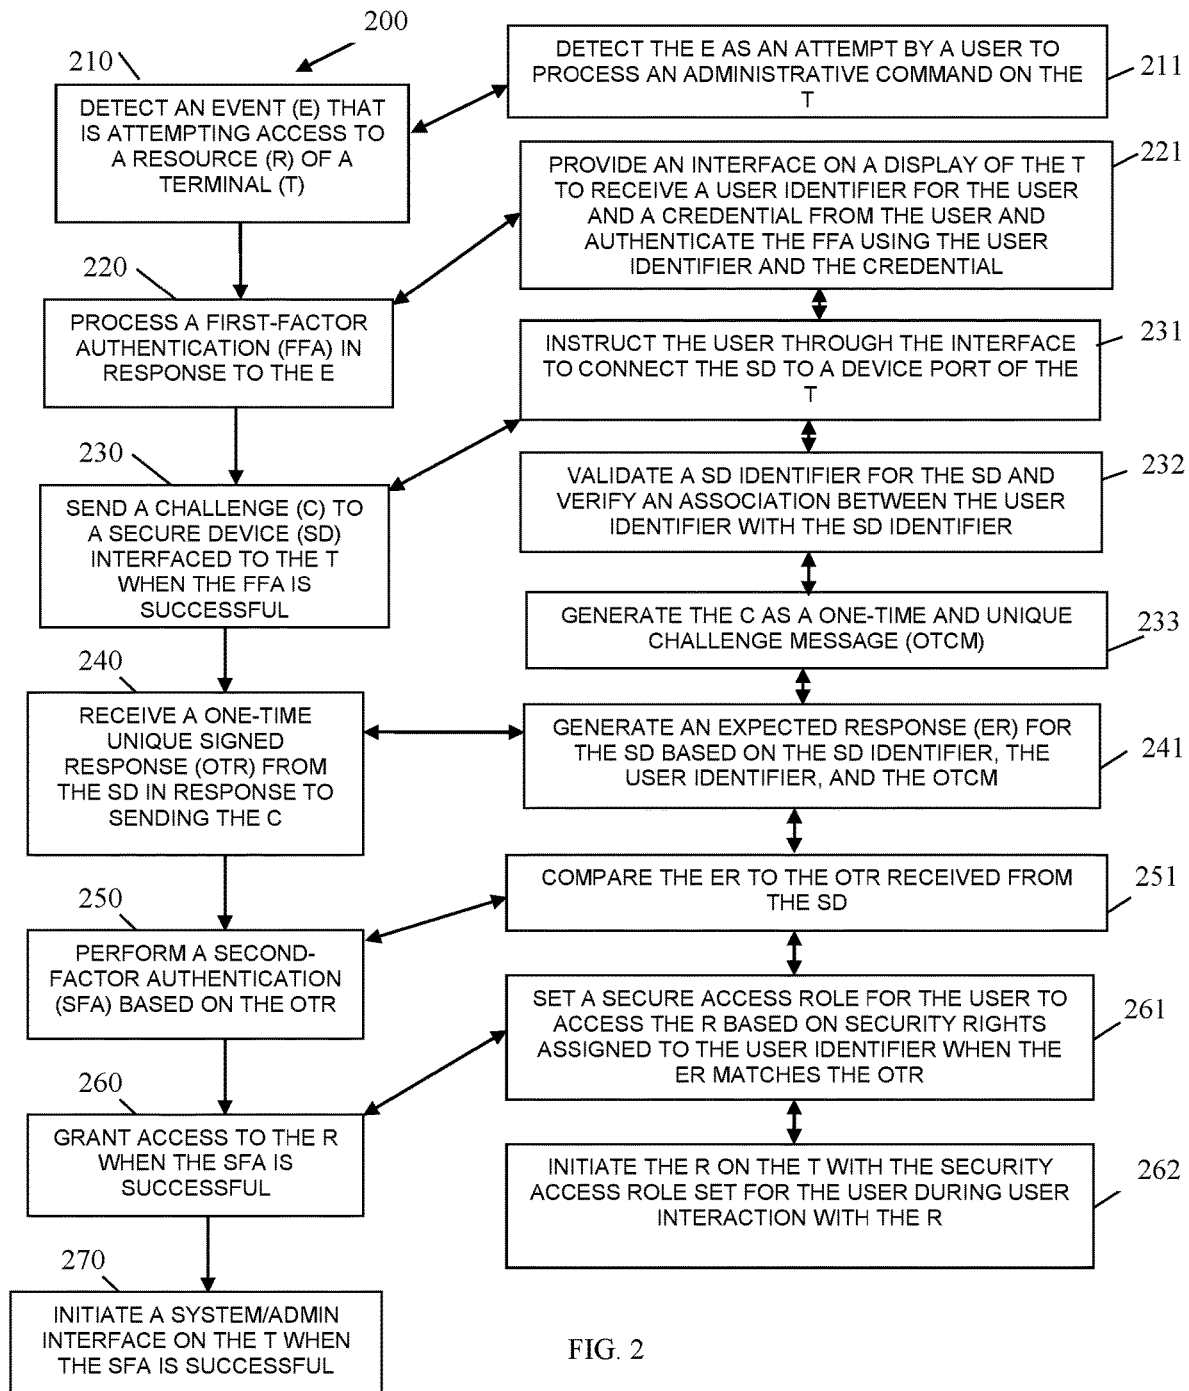 200
210
DETECT AN EVENT (E) THAT
IS ATTEMPTING ACCESS TO
A RESOURCE (R) OF A
TERMINAL (T)
DETECT THE E AS AN ATTEMPT BY A USER TO
PROCESS AN ADMINISTRATIVE COMMAND ON THE
T
211
220
PROCESS A FIRST-FACTOR
AUTHENTICATION (FFA) IN
RESPONSE TO THE E
PROVIDE AN INTERFACE ON A DISPLAY OF THE T
TO RECEIVE A USER IDENTIFIER FOR THE USER
AND A CREDENTIAL FROM THE USER AND
AUTHENTICATE THE FFA USING THE USER
IDENTIFIER AND THE CREDENTIAL
221
230
SEND A CHALLENGE (C) TO
A SECURE DEVICE (SD)
INTERFACED TO THE T
WHEN THE FFA IS
SUCCESSFUL
INSTRUCT THE USER THROUGH THE INTERFACE
TO CONNECT THE SD TO A DEVICE PORT OF THE
T
231
VALIDATE A SD IDENTIFIER FOR THE SD AND
VERIFY AN ASSOCIATION BETWEEN THE USER
IDENTIFIER WITH THE SD IDENTIFIER
232
GENERATE THE C AS A ONE-TIME AND UNIQUE
CHALLENGE MESSAGE (OTCM)
233
240
RECEIVE A ONE-TIME
UNIQUE SIGNED
RESPONSE (OTR) FROM
THE SD IN RESPONSE TO
SENDING THE C
GENERATE AN EXPECTED RESPONSE (ER) FOR
THE SD BASED ON THE SD IDENTIFIER, THE
USER IDENTIFIER, AND THE OTCM
241
250
PERFORM A SECOND-
FACTOR AUTHENTICATION
(SFA) BASED ON THE OTR
COMPARE THE ER TO THE OTR RECEIVED FROM
THE SD
251
260
GRANT ACCESS TO THE R
WHEN THE SFA IS
SUCCESSFUL
SET A SECURE ACCESS ROLE FOR THE USER TO
ACCESS THE R BASED ON SECURITY RIGHTS
ASSIGNED TO THE USER IDENTIFIER WHEN THE
ER MATCHES THE OTR
261
INITIATE THE R ON THE T WITH THE SECURITY
ACCESS ROLE SET FOR THE USER DURING USER
INTERACTION WITH THE R
262
270
INITIATE A SYSTEM/ADMIN
INTERFACE ON THE T WHEN
THE SFA IS SUCCESSFUL
FIG. 2